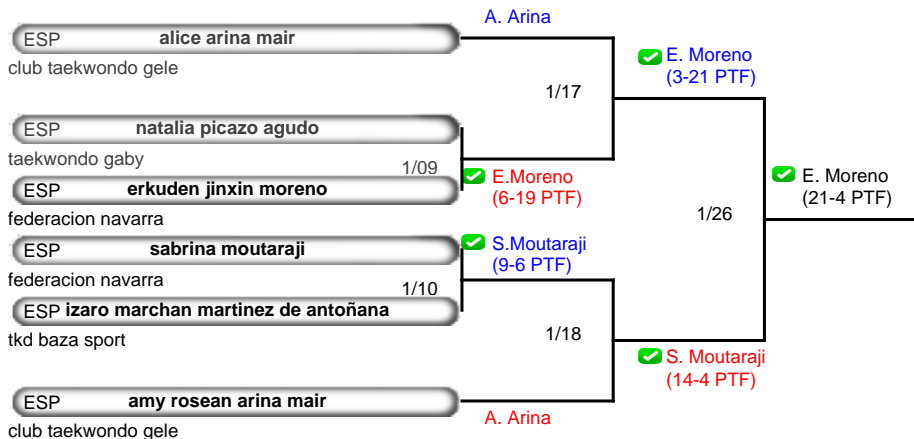 A. Arina
ESP alice arina mair
club taekwondo gele
E. Moreno
(3-21 PTF)
1/17
ESP natalia picazo agudo
taekwondo gaby
1/09
E.Moreno
(6-19 PTF)
ESP erkuden jinxin moreno
federacion navarra
E. Moreno
(21-4 PTF)
1/26
ESP sabrina moutaraji
S.Moutaraji
(9-6 PTF)
federacion navarra
1/10
ESP izaro marchan martinez de antoñana
tkd baza sport
1/18
S. Moutaraji
(14-4 PTF)
ESP amy rosean arina mair
A. Arina
club taekwondo gele